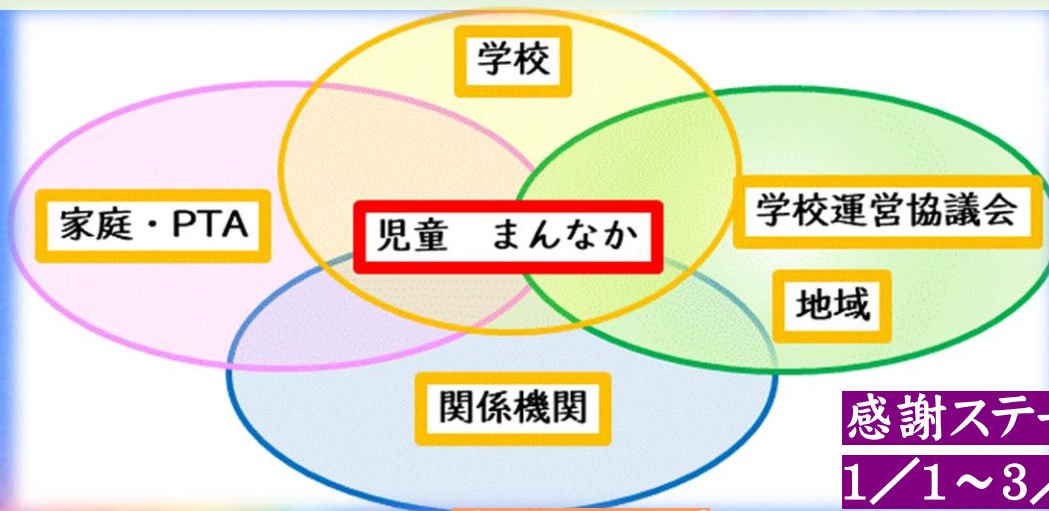 学校
家庭・PTA
児童　まんなか
学校運営協議会
地域
関係機関
感謝ステー
1/1～3/